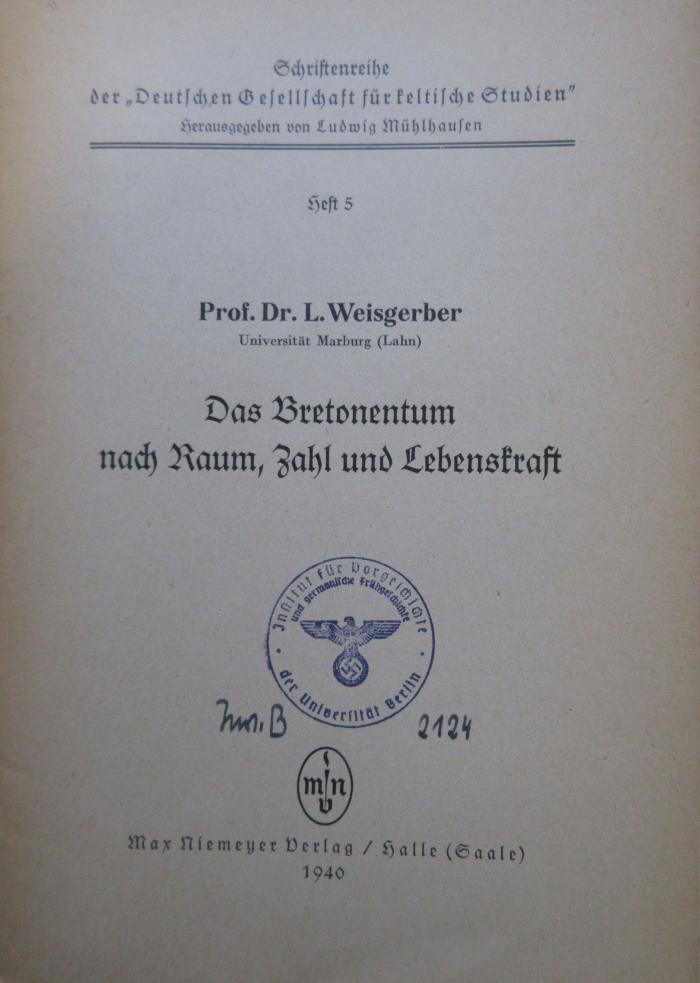 Schriftenreihe
der „Deutschen Gesellschaft für keltische Studien"
Herausgegeben von Ludwig Mühlhausen
Heft 5
Prof. Dr. L. Weisgerber
Universität Marburg (Lahn)
Das Bretonentum
nach Raum, Zahl und Lebenskraft
Institut für Vorgeschichte
und germanische Frühgeschichte
der Universität Berlin
Inv. B 2124
m n
v
Max Niemeyer Verlag / Halle (Saale)
1940